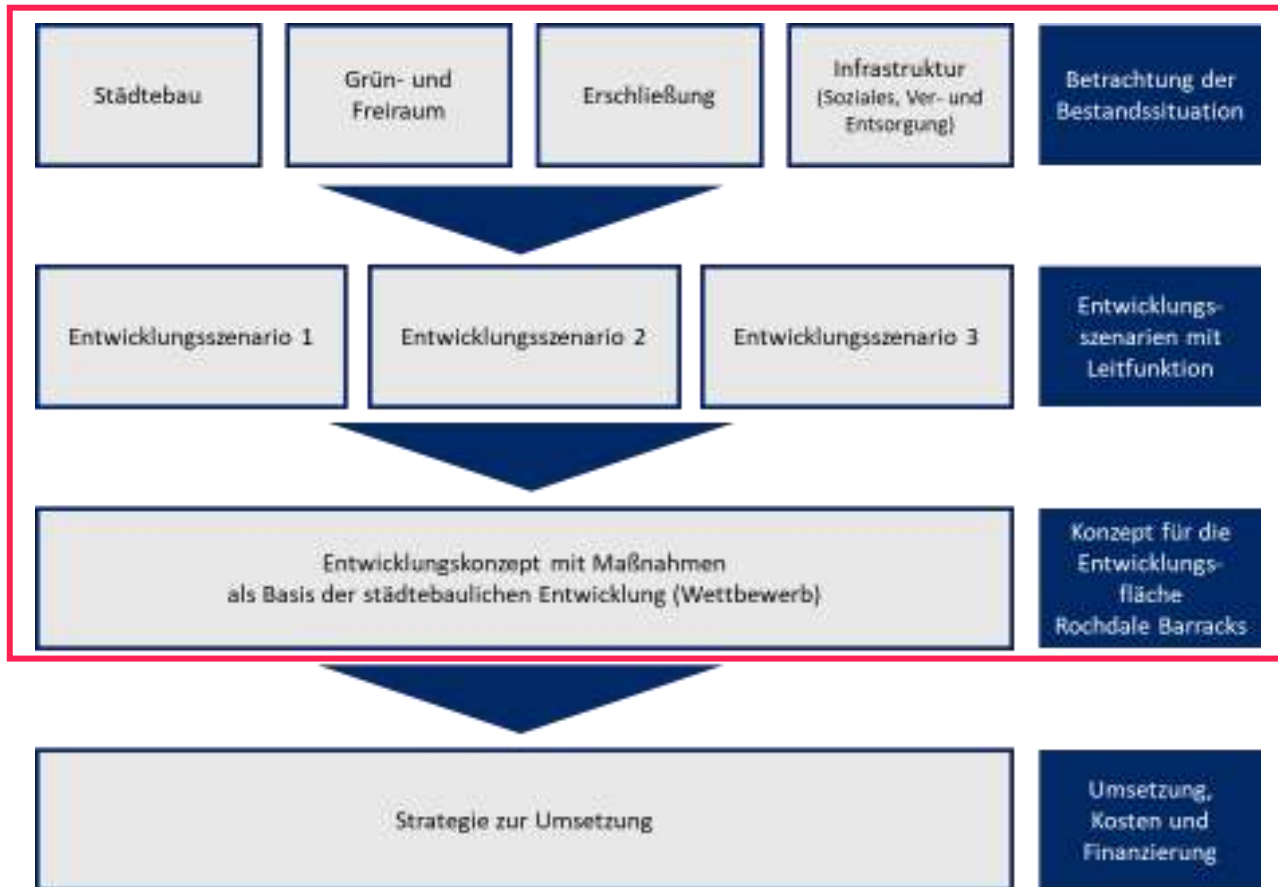 Städtebau
Grün- und
Freiraum
Erschließung
Infrastruktur
(Soziales, Ver- und
Entsorgung)
Betrachtung der
Bestandssituation
Entwicklungsszenario 1
Entwicklungsszenario 2
Entwicklungsszenario 3
Entwicklungs-
szenarien mit
Leitfunktion
Entwicklungskonzept mit Maßnahmen
als Basis der städtebaulichen Entwicklung (Wettbewerb)
Konzept für die
Entwicklungs-
fläche
Rochdale Barracks
Strategie zur Umsetzung
Umsetzung,
Kosten und
Finanzierung